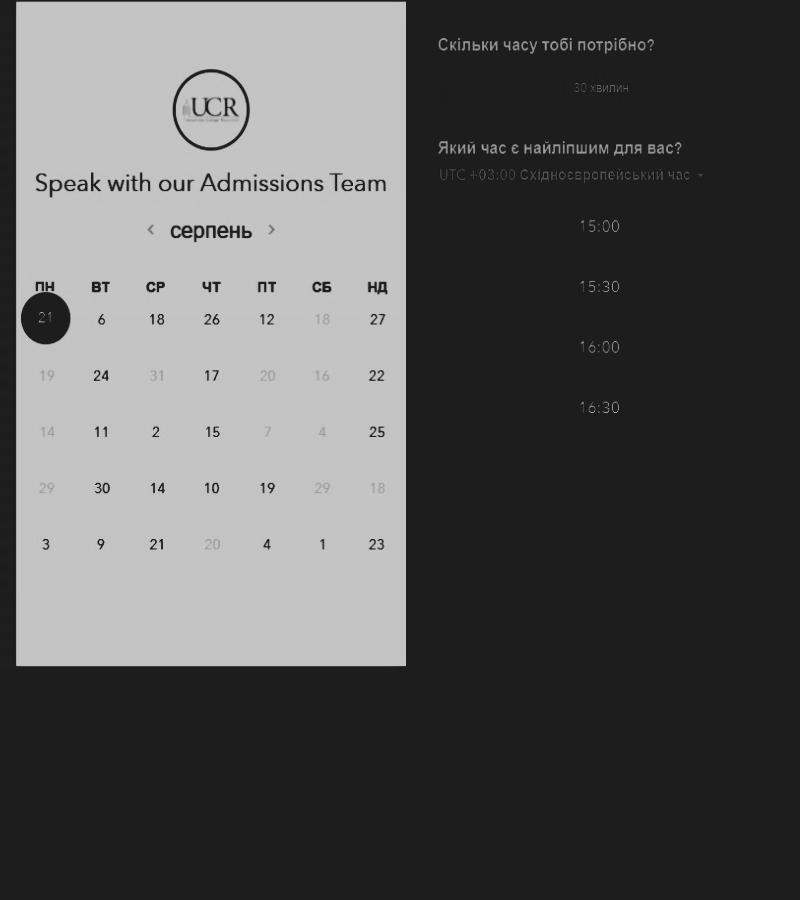 UCR
Speak with our Admissions Team
серпень
ПН ВТ СР ЧТ ПТ СБ НД
21 6 18 26 12 18 27
19 24 31 17 20 16 22
14 11 2 15 7 4 25
29 30 14 10 19 29 18
3 9 21 20 4 1 23
Скільки часу тобі потрібно?
30 хвилин
Який час є найліпшим для вас?
UTC +03:00 Східноєвропейський час
15:00
15:30
16:00
16:30